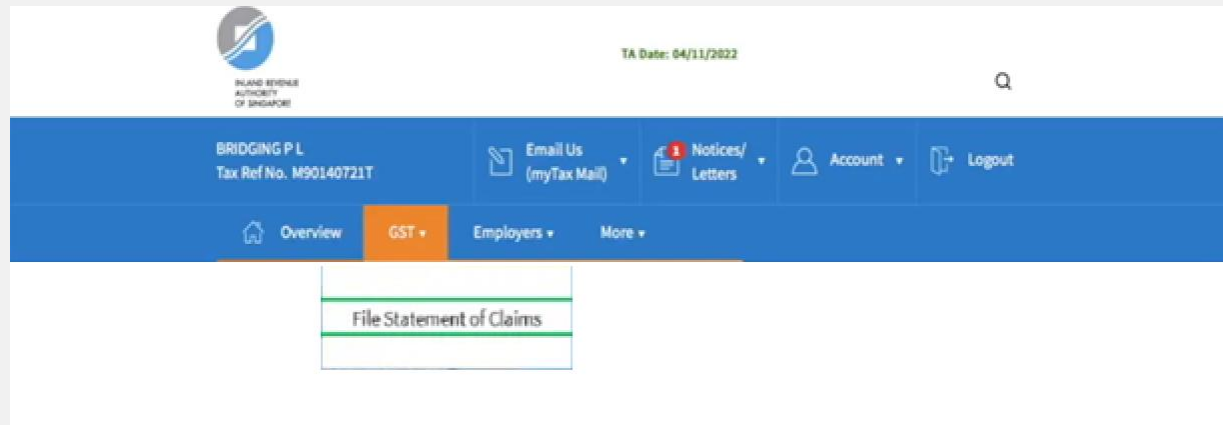 INLAND REVENUE
AUTHORITY
OF SINGAPORE
TA Date: 04/11/2022
BRIDGING P L
Tax Ref No. M90140721T
Email Us
(myTax Mail)
1
Notices/
Letters
Account
Logout
Overview
GST
Employers
More
File Statement of Claims